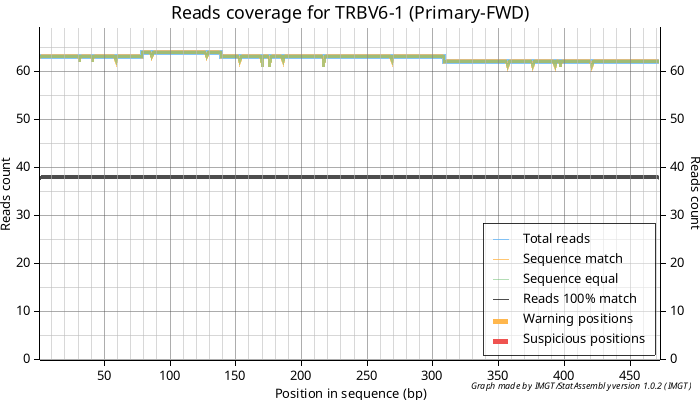 Reads coverage for TRBV6-1 (Primary-FWD)
60 60
50 50
40 40
30 30
20 20
10 10
0 0
Reads count
Reads count
Total reads
Sequence match
Sequence equal
Reads 100% match
Warning positions
Suspicious positions
50 100 150 200 250 300 350 400 450
Position in sequence (bp)
Graph made by IMGT/StatAssembly version 1.0.2 (IMGT)